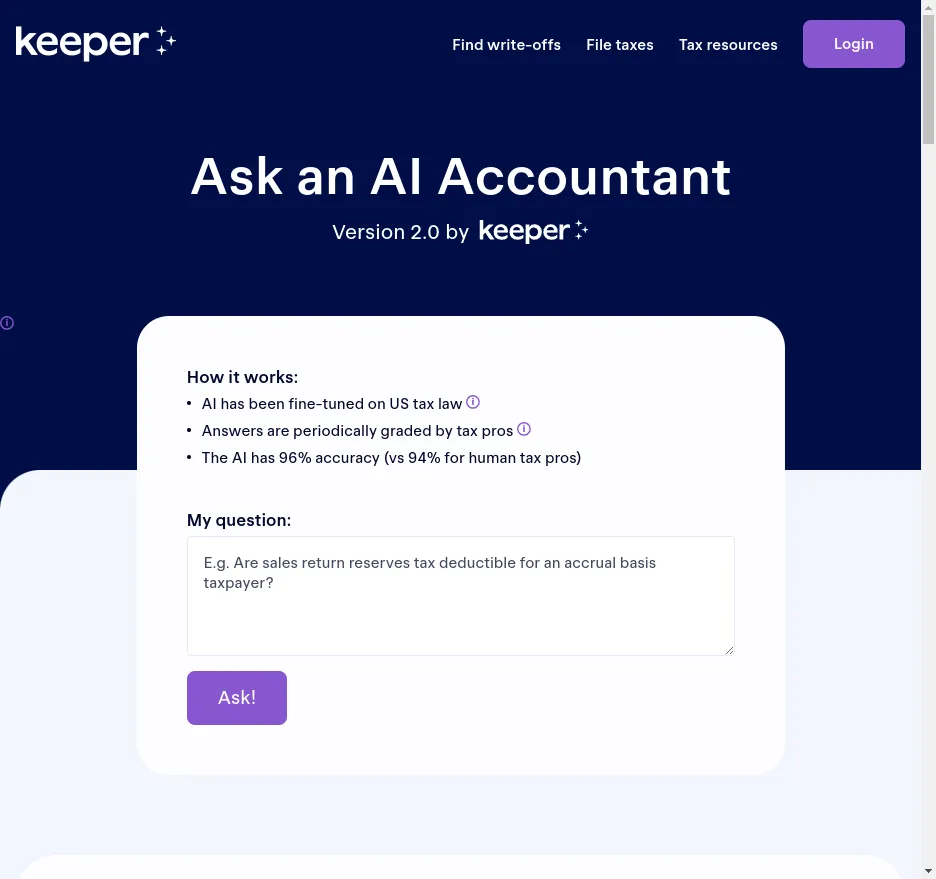 keeper
Find write-offs
File taxes
Tax resources
Login
Ask an AI Accountant
Version 2.0 by keeper
How it works:
• AI has been fine-tuned on US tax law
• Answers are periodically graded by tax pros
• The AI has 96% accuracy (vs 94% for human tax pros)
My question:
E.g. Are sales return reserves tax deductible for an accrual basis
taxpayer?
Ask!